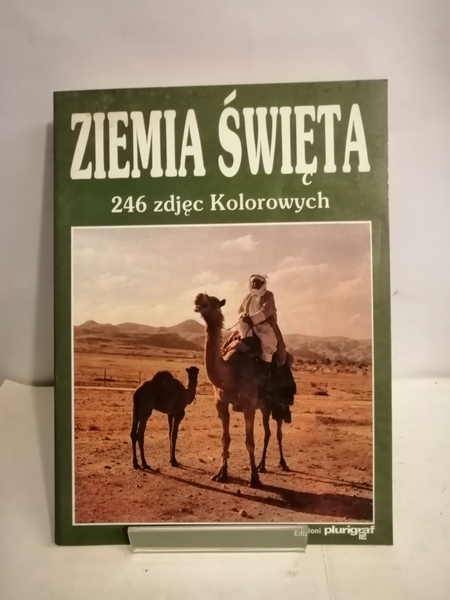 ZIEMIA ŚWIĘTA
246 zdjęc Kolorowych
Edizioni plurigraf